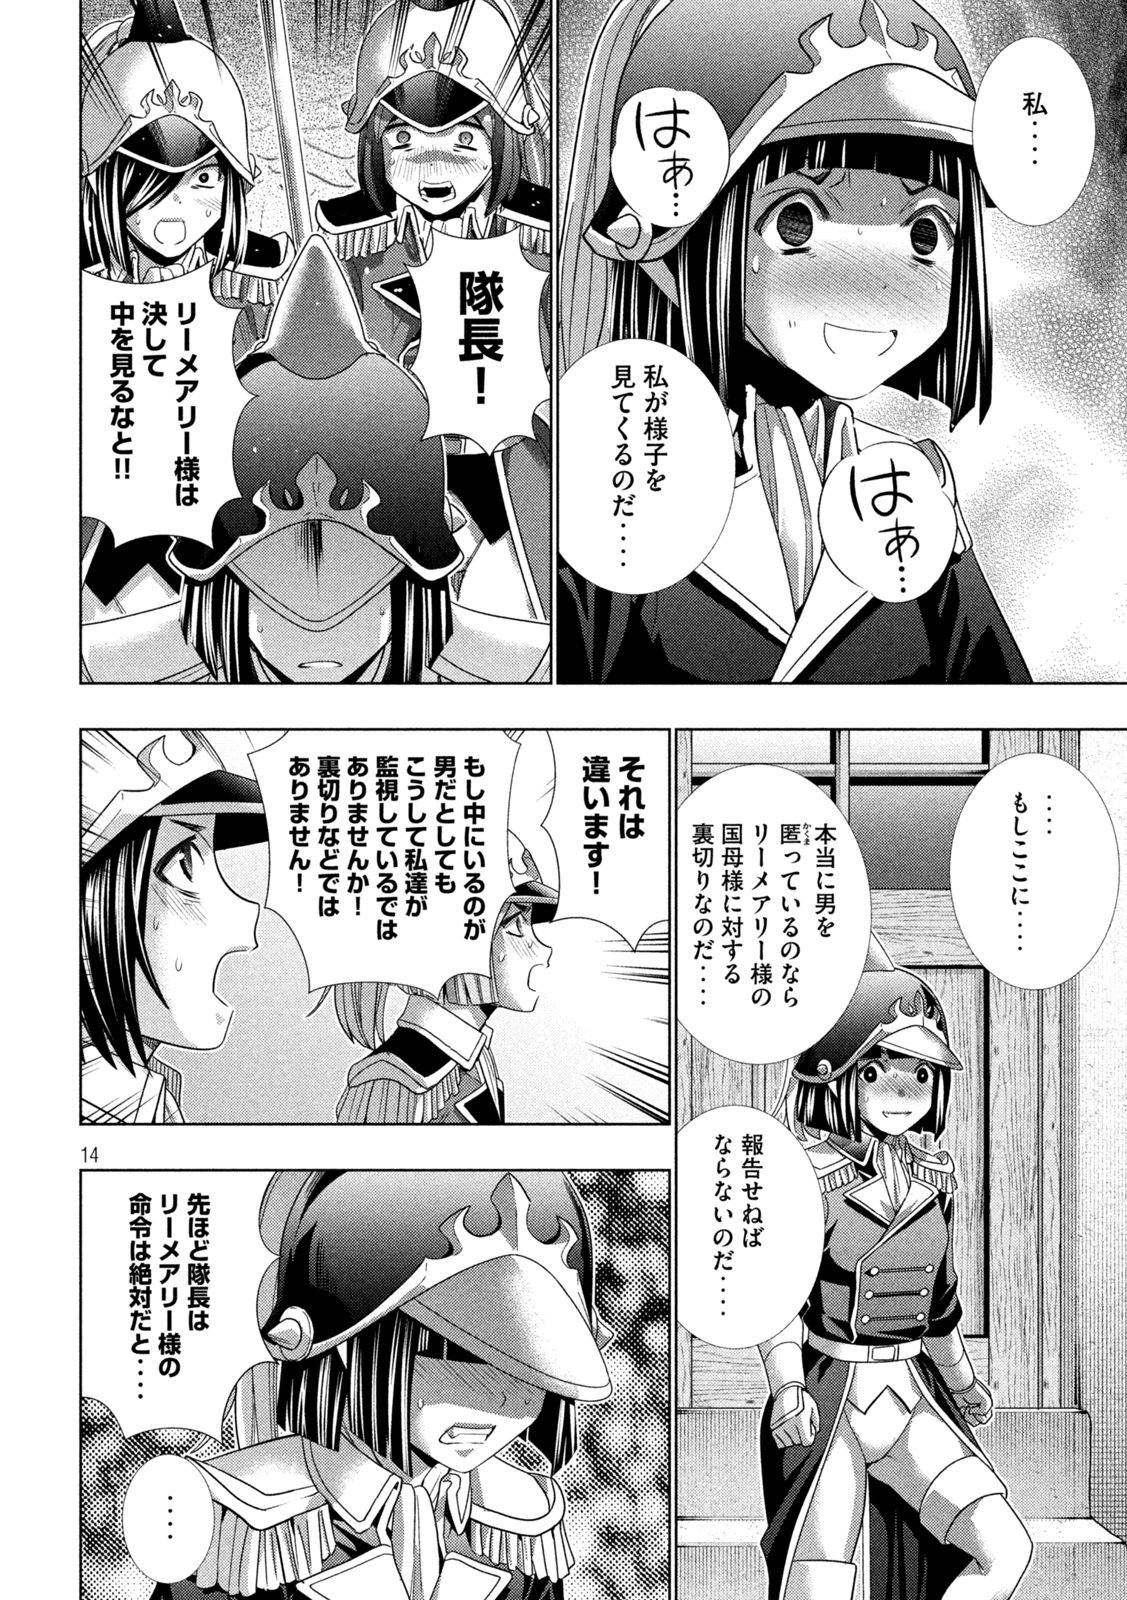 私‥‥
はぁ…
私が様子を
見てくるのだ‥‥
はぁ…
隊長！
リーメアリー様は
決して
中を見るなと!!
‥‥
もしここに‥‥
本当に男を
匿っているのなら
かくま
リーメアリー様の
国母様に対する
裏切りなのだ‥‥
報告せねば
ならないのだ‥‥
それは
違います！
もし中にいるのが
男だとしても
こうして私達が
監視しているでは
ありませんか！
裏切りなどでは
ありません！
先ほど隊長は
リーメアリー様の
命令は絶対だと‥‥
‥‥
14